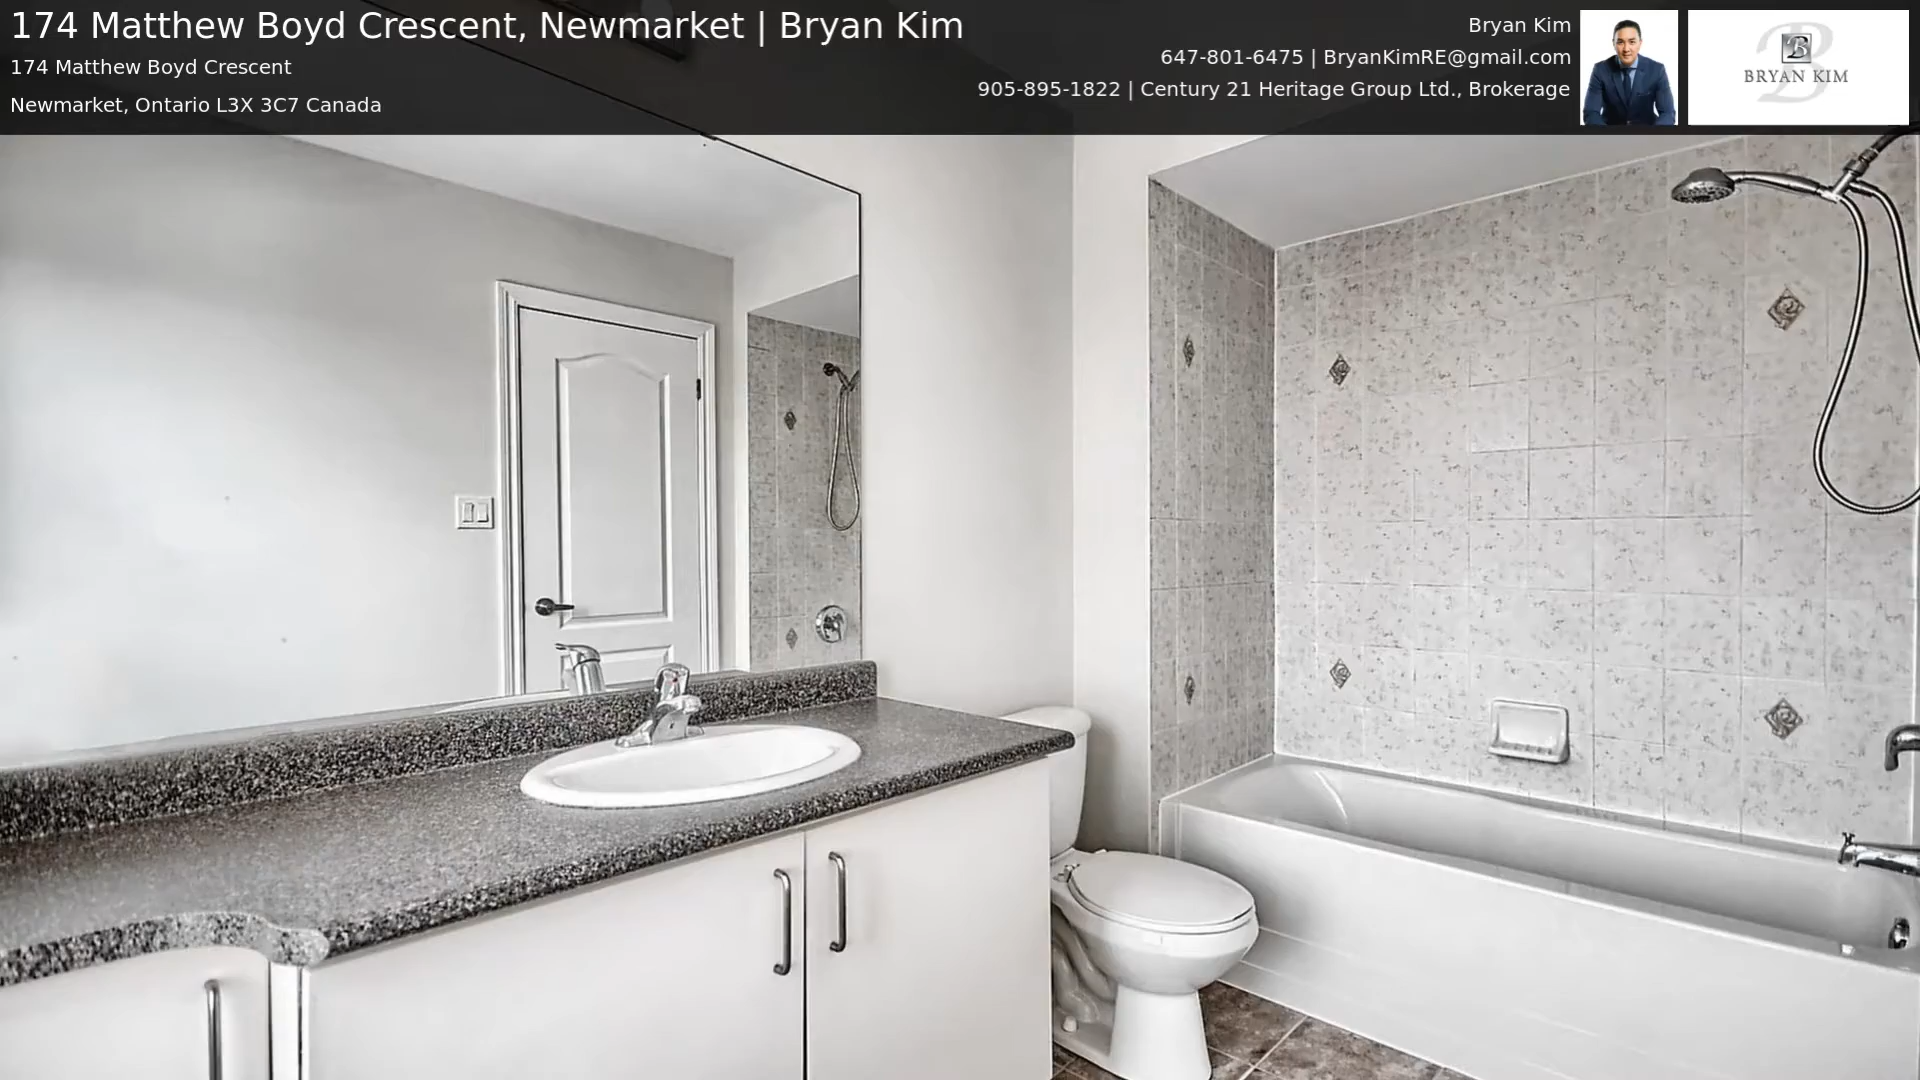 174 Matthew Boyd Crescent, Newmarket | Bryan Kim
174 Matthew Boyd Crescent
Newmarket, Ontario L3X 3C7 Canada
Bryan Kim
647-801-6475 | BryanKimRE@gmail.com
905-895-1822 | Century 21 Heritage Group Ltd., Brokerage
B
BRYAN KIM